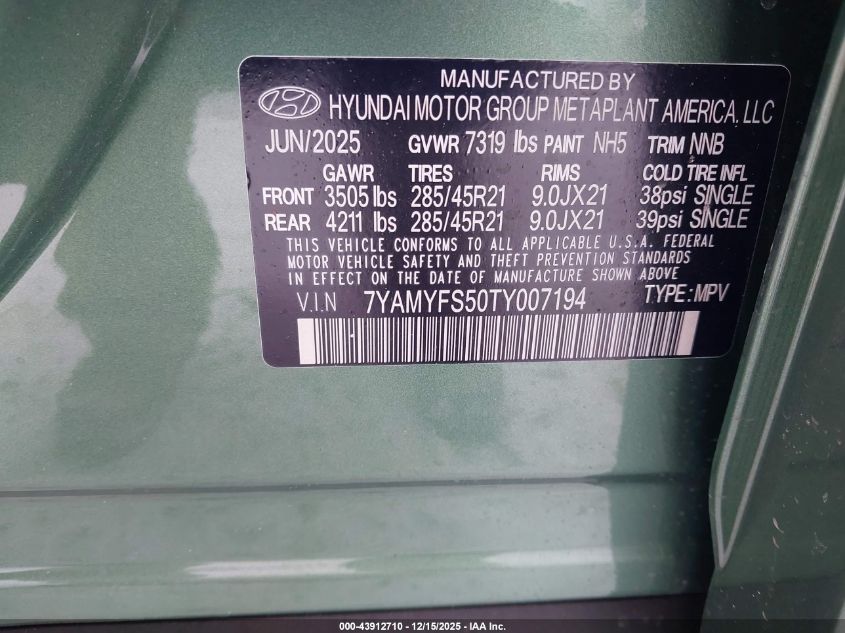 MANUFACTURED BY
HYUNDAI MOTOR GROUP METAPLANT AMERICA, LLC
JUN/2025 GVWR 7319 lbs PAINT NH5 TRIM NNB
GAWR TIRES RIMS COLD TIRE INFL
FRONT 3505 lbs 285/45R21 9.0JX21 38psi SINGLE
REAR 4211 lbs 285/45R21 9.0JX21 39psi SINGLE
THIS VEHICLE CONFORMS TO ALL APPLICABLE U.S.A. FEDERAL
MOTOR VEHICLE SAFETY AND THEFT PREVENTION STANDARDS
IN EFFECT ON THE DATE OF MANUFACTURE SHOWN ABOVE
V.I.N 7YAMYFS50TY007194 TYPE: MPV
000-43912710 - 12/15/2025 - IAA Inc.